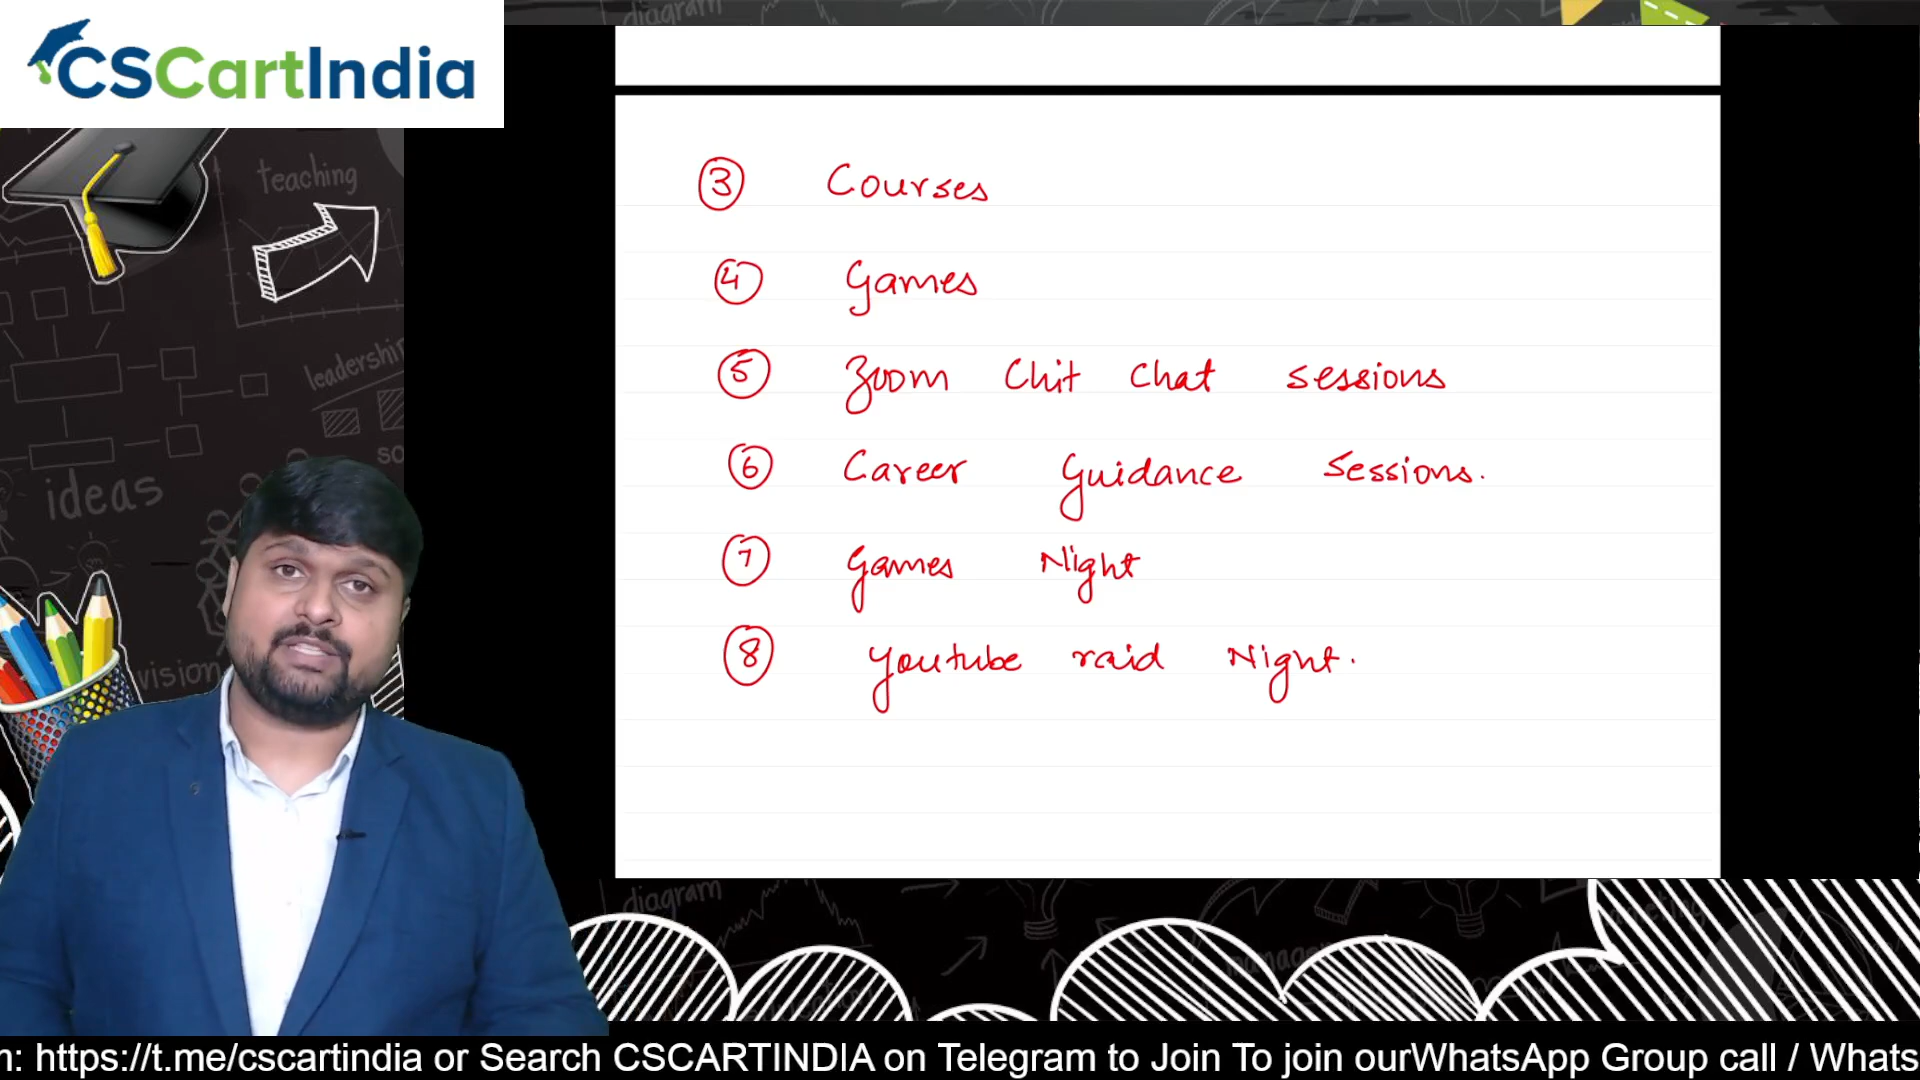 CSCartIndia
diagram
teaching
③ Courses
④ Games
leadership
⑤ Zoom Chit Chat sessions
⑥ Career Guidance Sessions.
ideas
⑦ Games Night
⑧ Youtube raid Night.
vision
diagram
n: https://t.me/cscartindia or Search CSCARTINDIA on Telegram to Join To join ourWhatsApp Group call / Whats